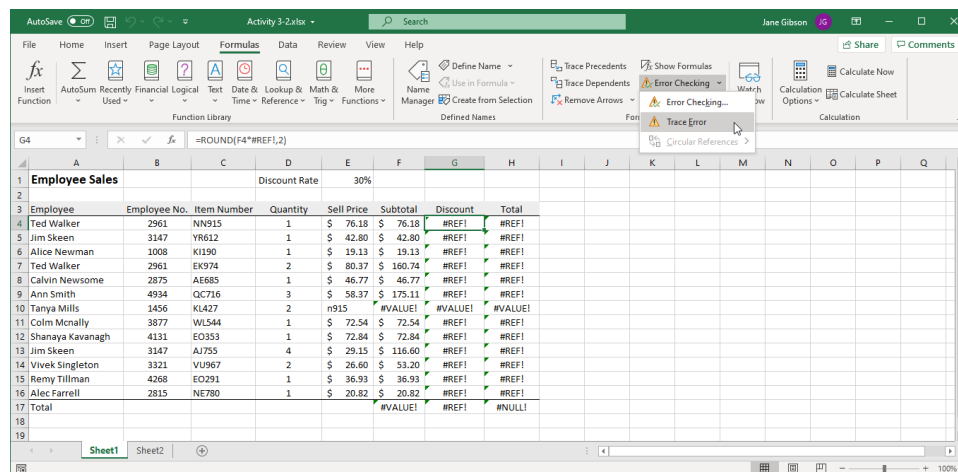 AutoSave Off Activity 3-2.xlsx Search Jane Gibson JG
File Home Insert Page Layout Formulas Data Review View Help Share Comments
fx Define Name Trace Precedents Show Formulas
Use in Formula Trace Dependents Error Checking Calculate Now
Insert AutoSum Recently Financial Logical Text Date & Lookup & Math & More Name Create from Selection Remove Arrows Watch Calculation Calculate Sheet
Function Used Time Reference Trig Functions Manager Options
Function Library Defined Names Calculation
Error Checking...
Trace Error
Circular References
G4 fx =ROUND(F4*#REF!,2)
A B C D E F G H I J K L M N O P Q
1 Employee Sales Discount Rate 30%
2
3 Employee Employee No. Item Number Quantity Sell Price Subtotal Discount Total
4 Ted Walker 2961 NN915 1 $ 76.18 $ 76.18 #REF! #REF!
5 Jim Skeen 3147 YR612 1 $ 42.80 $ 42.80 #REF! #REF!
6 Alice Newman 1008 KI190 1 $ 19.13 $ 19.13 #REF! #REF!
7 Ted Walker 2961 EK974 2 $ 80.37 $ 160.74 #REF! #REF!
8 Calvin Newsome 2875 AE685 1 $ 46.77 $ 46.77 #REF! #REF!
9 Ann Smith 4934 QC716 3 $ 58.37 $ 175.11 #REF! #REF!
10 Tanya Mills 1456 KL427 2 n915 #VALUE! #VALUE! #VALUE!
11 Colm Mcnally 3877 WL544 1 $ 72.54 $ 72.54 #REF! #REF!
12 Shanaya Kavanagh 4131 EO353 1 $ 72.84 $ 72.84 #REF! #REF!
13 Jim Skeen 3147 AJ755 4 $ 29.15 $ 116.60 #REF! #REF!
14 Vivek Singleton 3321 VU967 2 $ 26.60 $ 53.20 #REF! #REF!
15 Remy Tillman 4268 EO291 1 $ 36.93 $ 36.93 #REF! #REF!
16 Alec Farrell 2815 NE780 1 $ 20.82 $ 20.82 #REF! #REF!
17 Total #VALUE! #REF! #NULL!
18
19
Sheet1 Sheet2
100%